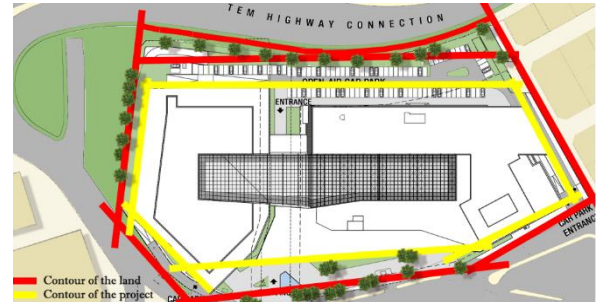 TEM HIGHWAY CONNECTION
OPEN AIR CAR PARK
ENTRANCE
CAR PARK
ENTRANCE
Contour of the land
Contour of the project